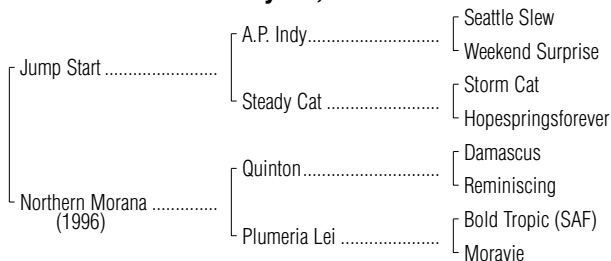 Seattle Slew
A.P. Indy
Weekend Surprise
Jump Start
Storm Cat
Steady Cat
Hopespringsforever
Damascus
Quinton
Reminiscing
Northern Morana
(1996)
Bold Tropic (SAF)
Plumeria Lei
Moravie